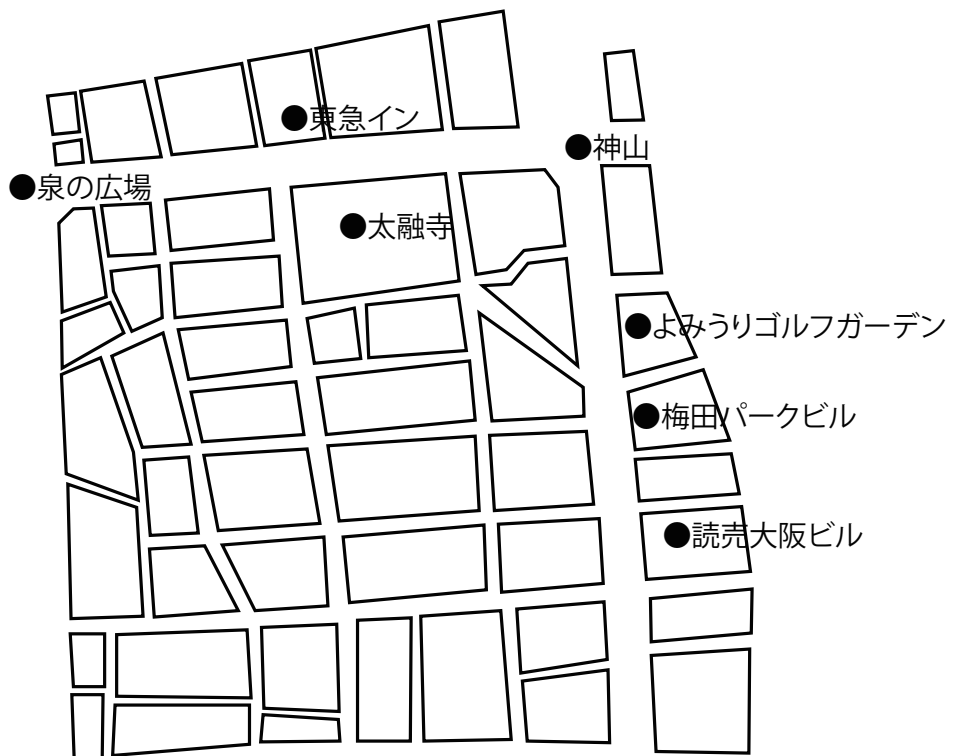 ●東急イン
●神山
●泉の広場
●太融寺
●よみうりゴルフガーデン
●梅田パークビル
●読売大阪ビル